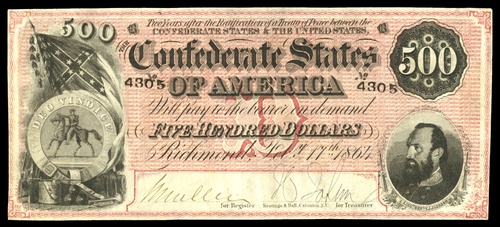 500
Two Years after the Ratification of a Treaty of Peace between the
CONFEDERATE STATES & THE UNITED STATES,
THE
Confederate States
500
4305
OF AMERICA
4305
DEO VINDICE
Will pay to the bearer on demand
FIVE HUNDRED DOLLARS
Richmond Feby. 17th 1864
for Register
Keatinge & Ball, Columbia, S.C.
for Treasurer